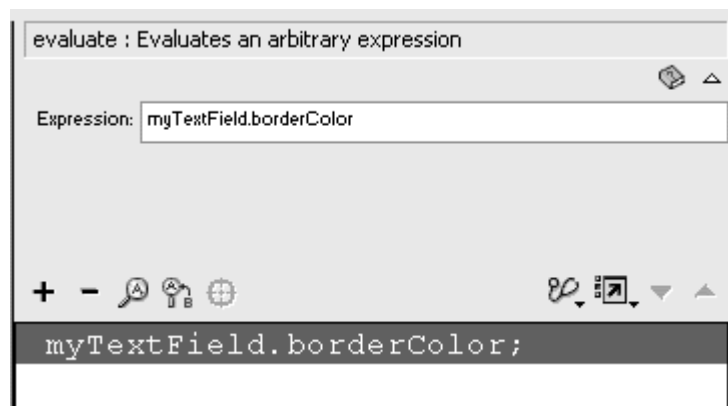 evaluate : Evaluates an arbitrary expression
Expression: myTextField.borderColor
myTextField.borderColor;